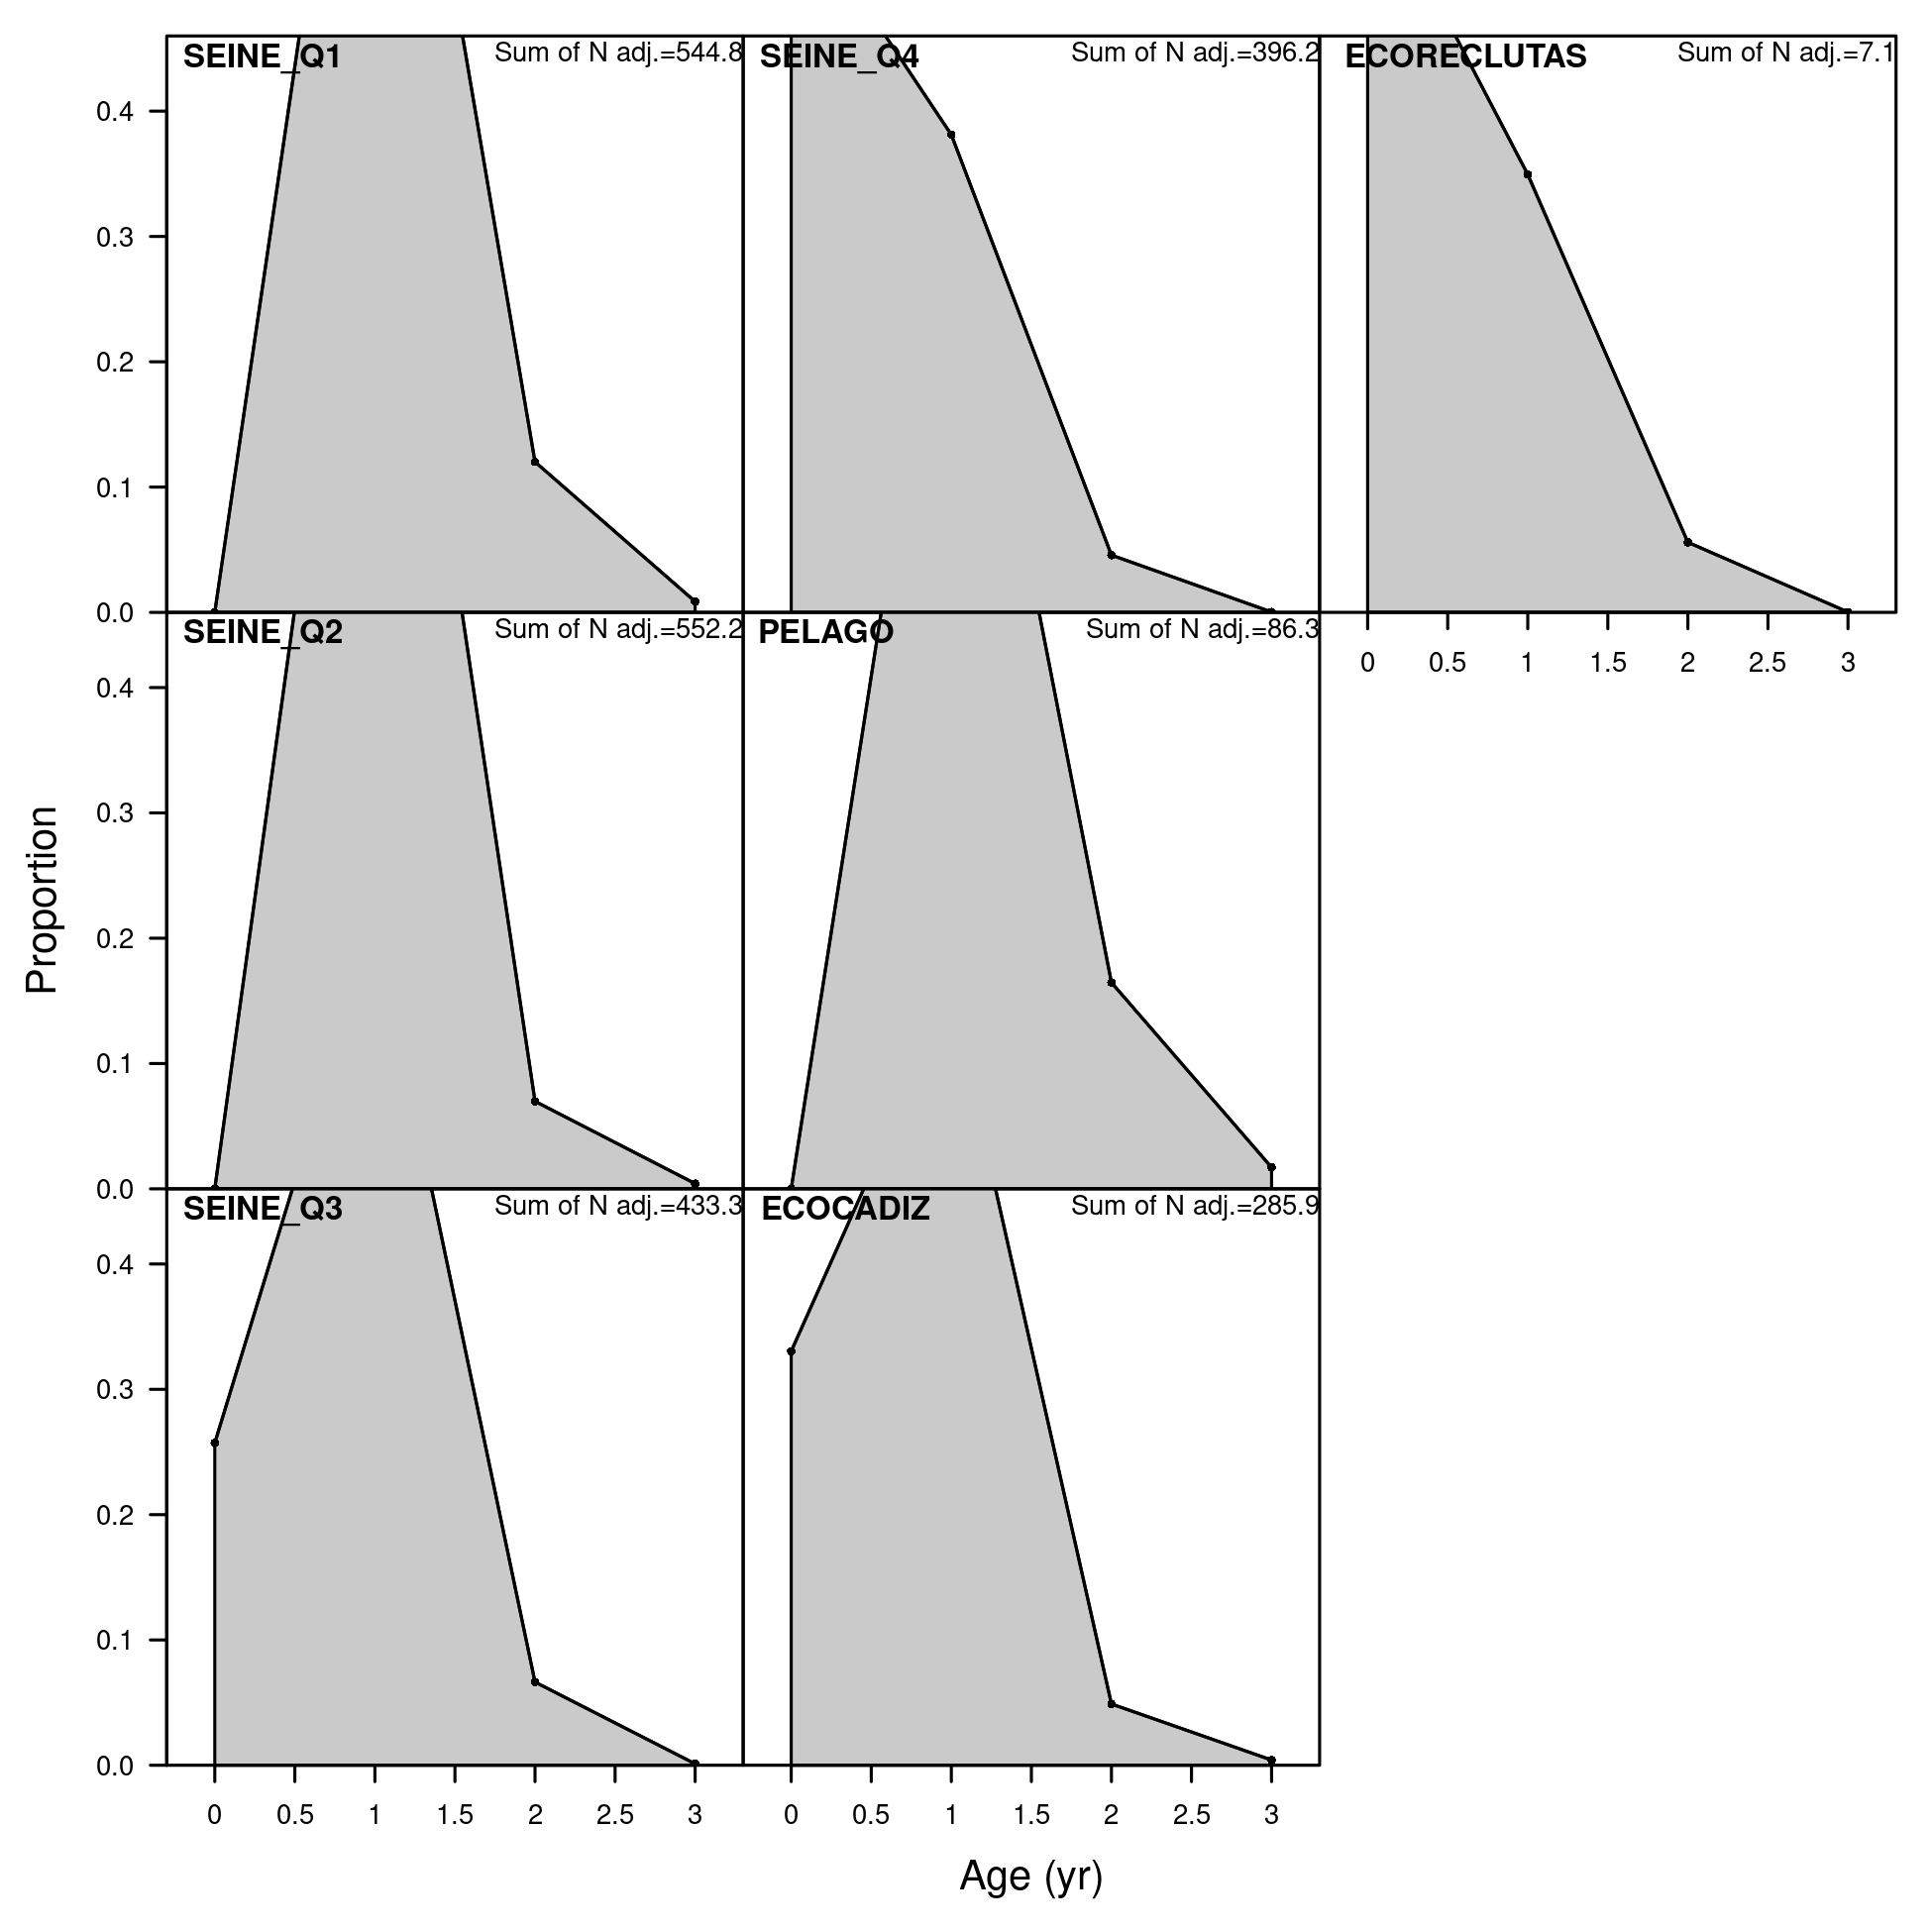 SEINE_Q1 Sum of N adj.=544.8
SEINE_Q4 Sum of N adj.=396.2
ECORECLUTAS Sum of N adj.=7.1
0.4
0.3
0.2
0.1
0.0
0 0.5 1 1.5 2 2.5 3
SEINE_Q2 Sum of N adj.=552.2
PELAGO Sum of N adj.=86.3
0.4
0.3
0.2
0.1
0.0
Proportion
SEINE_Q3 Sum of N adj.=433.3
ECOCADIZ Sum of N adj.=285.9
0.4
0.3
0.2
0.1
0.0
0 0.5 1 1.5 2 2.5 3
0 0.5 1 1.5 2 2.5 3
Age (yr)